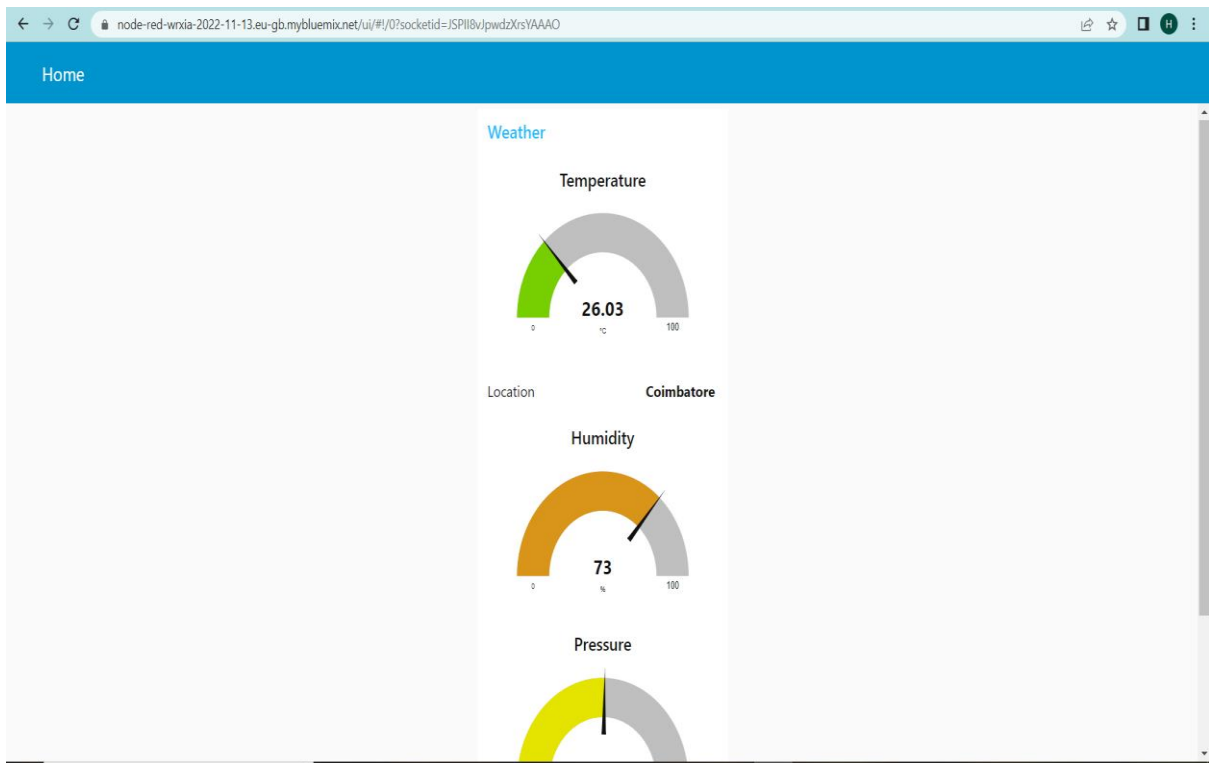 node-red-wrxia-2022-11-13.eu-gb.mybluemix.net/ui/#!/0?socketid=JSPlI8vJpwdzXrsYAAAO
H
Home
Weather
Temperature
26.03
0 °C 100
Location Coimbatore
Humidity
73
0 % 100
Pressure